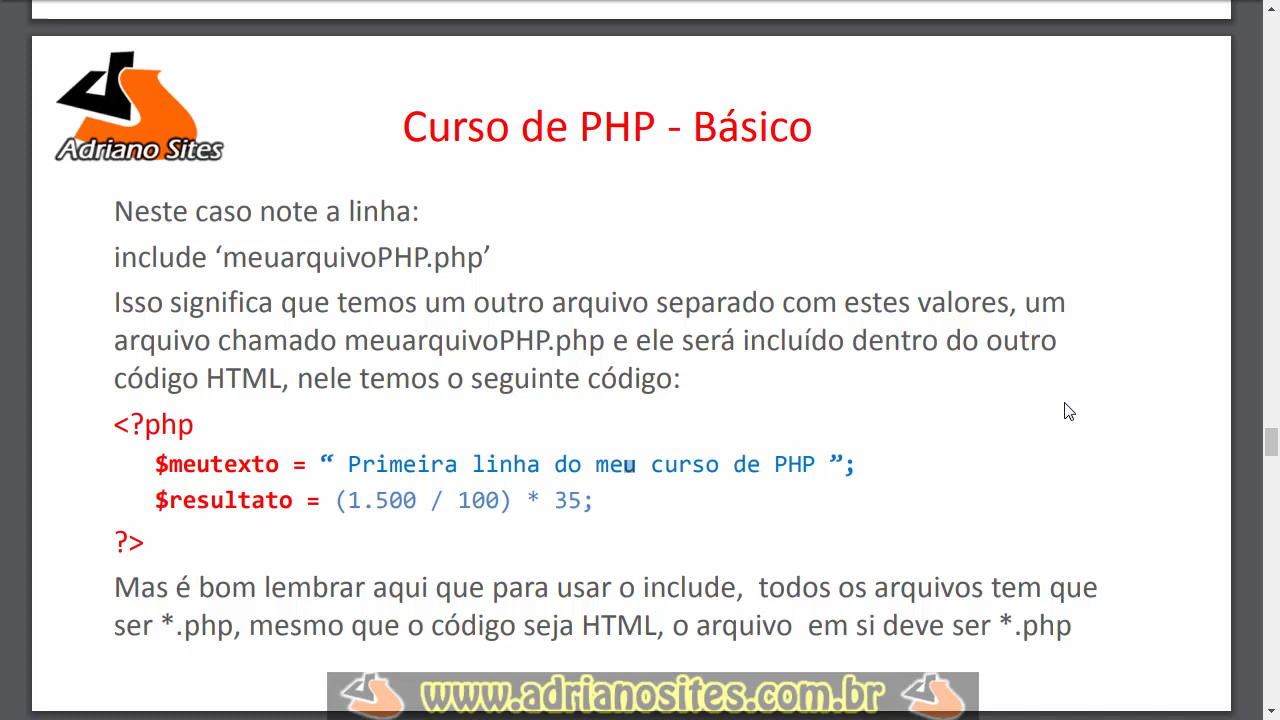 Adriano Sites
Curso de PHP - Básico
Neste caso note a linha:
include ‘meuarquivoPHP.php’
Isso significa que temos um outro arquivo separado com estes valores, um
arquivo chamado meuarquivoPHP.php e ele será incluído dentro do outro
código HTML, nele temos o seguinte código:
<?php
$meutexto = “ Primeira linha do meu curso de PHP ”;
$resultato = (1.500 / 100) * 35;
?>
Mas é bom lembrar aqui que para usar o include,  todos os arquivos tem que
ser *.php, mesmo que o código seja HTML, o arquivo  em si deve ser *.php
www.adrianosites.com.br